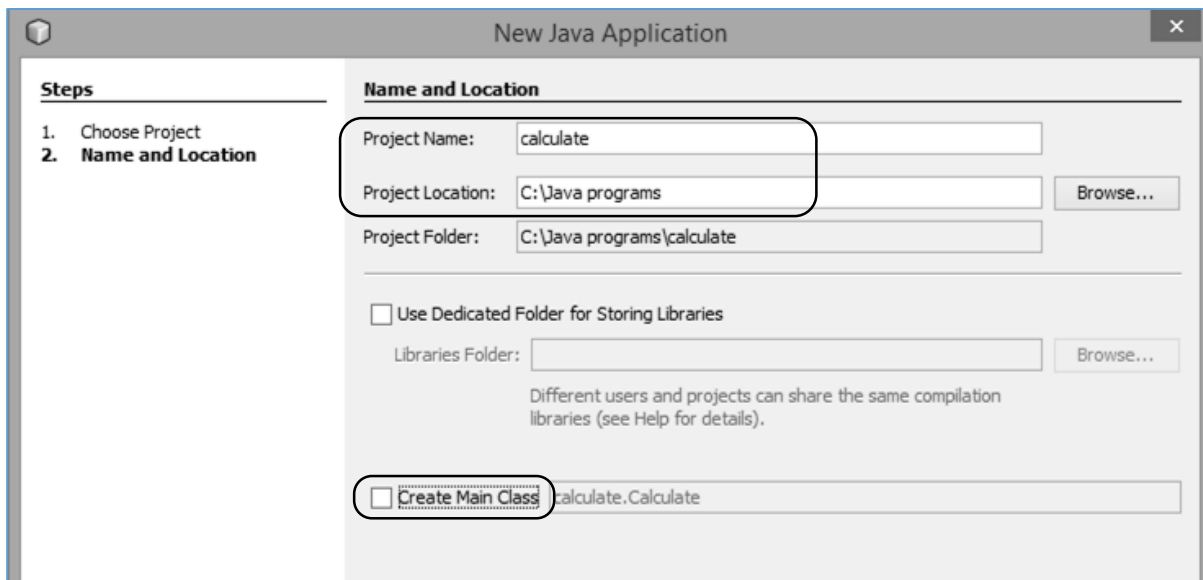 New Java Application
×
Steps
1. Choose Project
2. Name and Location
Name and Location
Project Name: calculate
Project Location: C:\Java programs Browse...
Project Folder: C:\Java programs\calculate
Use Dedicated Folder for Storing Libraries
Libraries Folder: Browse...
Different users and projects can share the same compilation
libraries (see Help for details).
Create Main Class calculate.Calculate